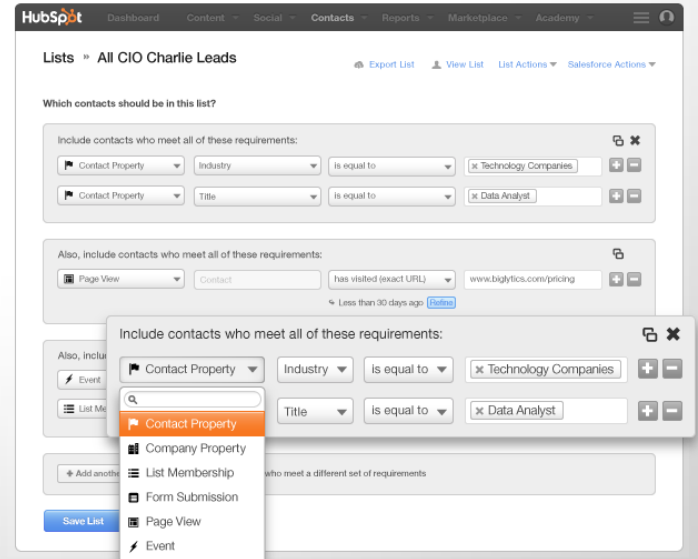 HubSpot Dashboard Content Social Contacts Reports Marketplace Academy
Lists » All CIO Charlie Leads
Export List View List List Actions Salesforce Actions
Which contacts should be in this list?
Include contacts who meet all of these requirements:
Contact Property Industry is equal to × Technology Companies
Contact Property Title is equal to × Data Analyst
Also, include contacts who meet all of these requirements:
Page View Contact has visited (exact URL) www.biglytics.com/pricing
Less than 30 days ago Refine
Include contacts who meet all of these requirements:
Also, inclu
Contact Property Industry is equal to × Technology Companies
Event
Title is equal to × Data Analyst
List Me
Contact Property
Company Property
List Membership
+ Add anothe who meet a different set of requirements
Form Submission
Save List
Page View
Event